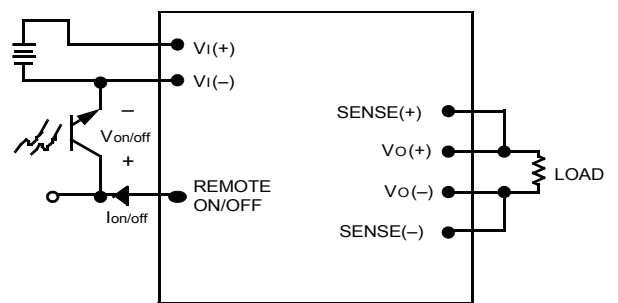 VI(+)
VI(–)
–
Von/off
+
REMOTE
ON/OFF
Ion/off
SENSE(+)
VO(+)
LOAD
VO(–)
SENSE(–)